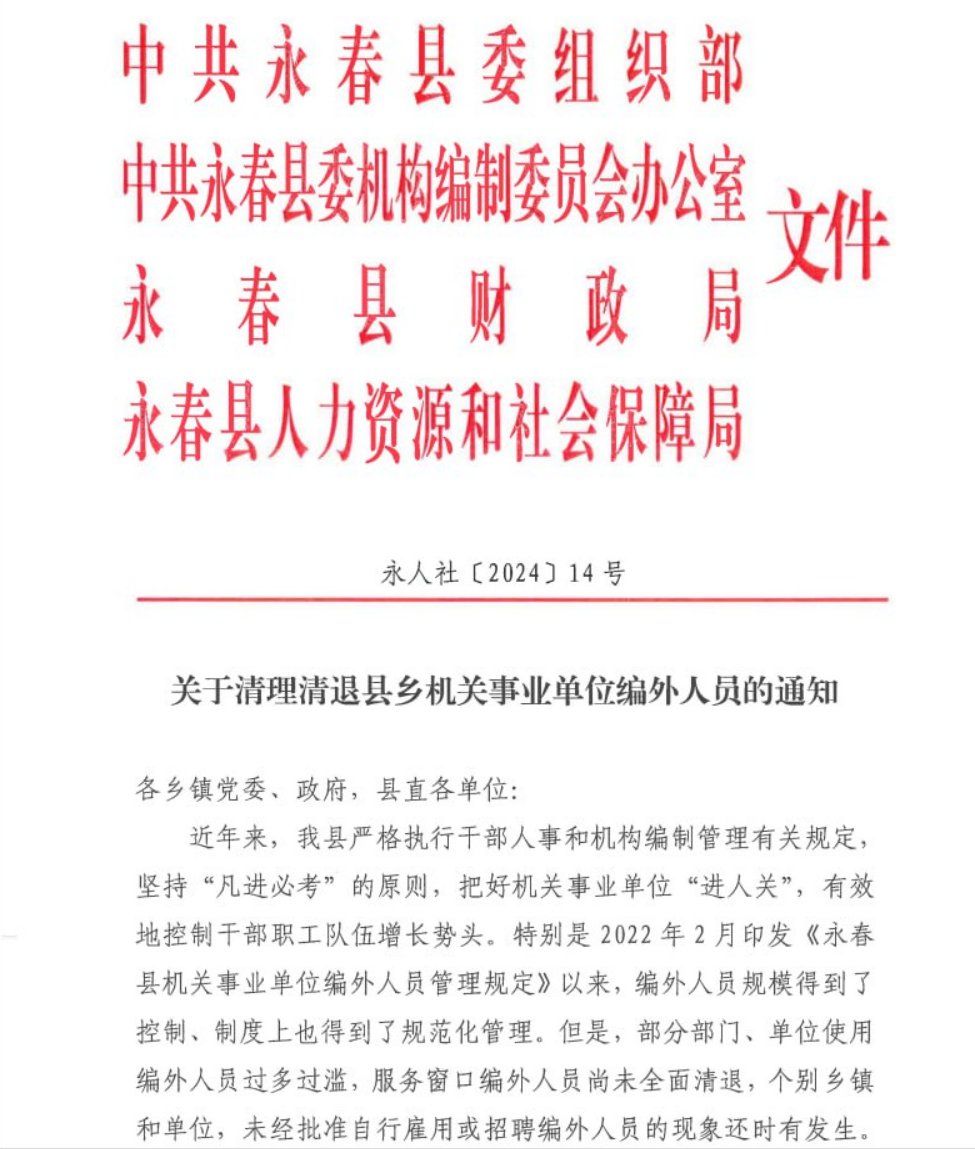 中共永春县委组织部
中共永春县委机构编制委员会办公室
文件
永春县财政局
永春县人力资源和社会保障局
永人社〔2024〕14 号
关于清理清退县乡机关事业单位编外人员的通知
各乡镇党委、政府，县直各单位：
近年来，我县严格执行干部人事和机构编制管理有关规定，
坚持“凡进必考”的原则，把好机关事业单位“进人关”，有效
地控制干部职工队伍增长势头。特别是 2022 年 2 月印发《永春
县机关事业单位编外人员管理规定》以来，编外人员规模得到了
控制、制度上也得到了规范化管理。但是，部分部门、单位使用
编外人员过多过滥，服务窗口编外人员尚未全面清退，个别乡镇
和单位，未经批准自行雇用或招聘编外人员的现象还时有发生。